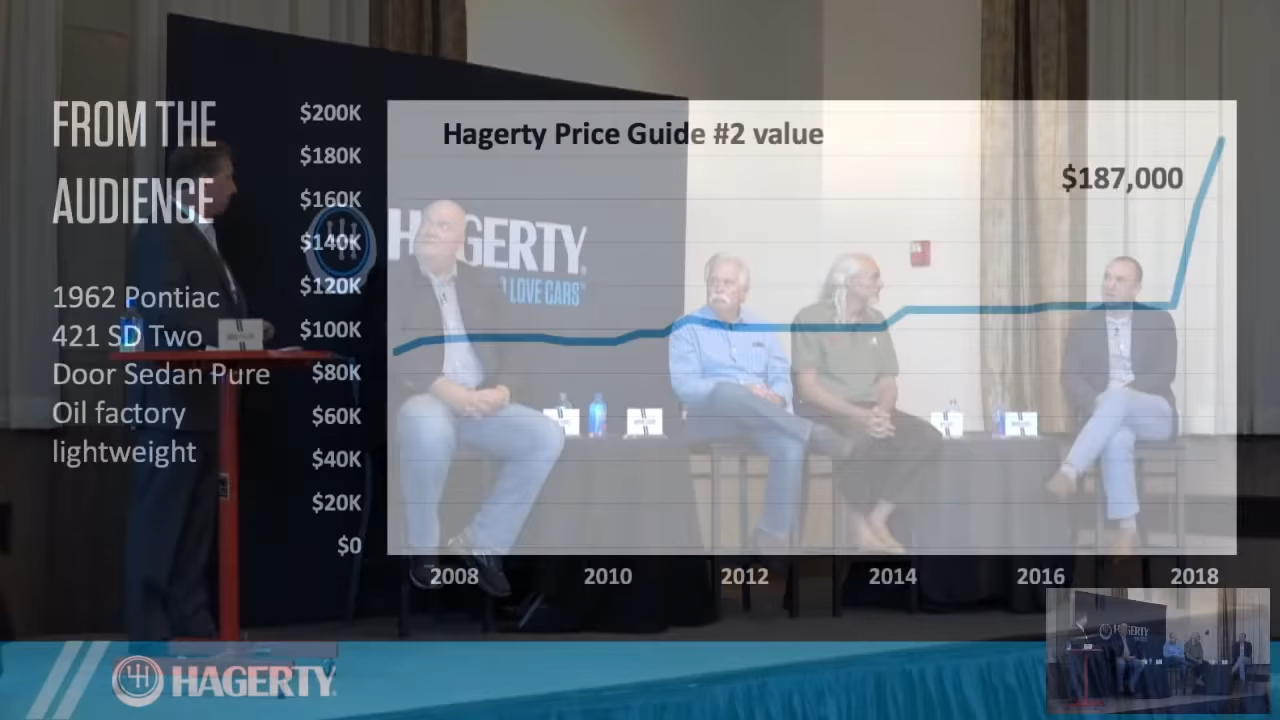 FROM THE
AUDIENCE
1962 Pontiac
421 SD Two
Door Sedan Pure
Oil factory
lightweight
Hagerty Price Guide #2 value
$187,000
$200K
$180K
$160K
$140K
$120K
$100K
$80K
$60K
$40K
$20K
$0
2008
2010
2012
2014
2016
2018
HAGERTY
LOVE CARS
HAGERTY